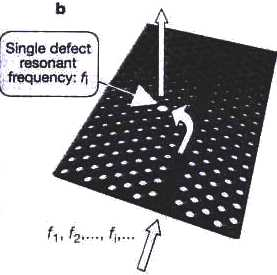 b
Single defect
resonant
frequency: fi
f1, f2,..., fi,...